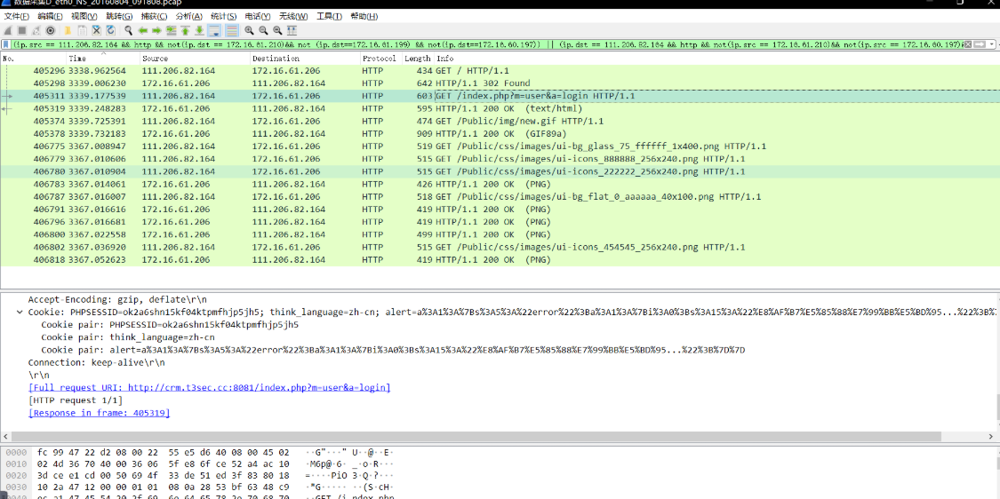 数据采集D_eth0_NS_20160804_091808.pcap
文件(F) 编辑(E) 视图(V) 跳转(G) 捕获(C) 分析(A) 统计(S) 电话(Y) 无线(W) 工具(T) 帮助(H)
(ip.src == 111.206.82.164 && http && not(ip.dst == 172.16.61.210)&& not (ip.dst==172.16.61.199) && not(ip.dst==172.16.60.197)) || (ip.dst == 111.206.82.164 && http && not(ip.src == 172.16.61.210)&& not(ip.src == 172.16.60.197)&
No. Time Source Destination Protocol Length Info
405296 3338.962564 111.206.82.164 172.16.61.206 HTTP 434 GET / HTTP/1.1
405298 3339.006230 172.16.61.206 111.206.82.164 HTTP 642 HTTP/1.1 302 Found
405311 3339.177539 111.206.82.164 172.16.61.206 HTTP 603 GET /index.php?m=user&a=login HTTP/1.1
405319 3339.248283 172.16.61.206 111.206.82.164 HTTP 595 HTTP/1.1 200 OK (text/html)
405374 3339.725391 111.206.82.164 172.16.61.206 HTTP 474 GET /Public/img/new.gif HTTP/1.1
405378 3339.732183 172.16.61.206 111.206.82.164 HTTP 909 HTTP/1.1 200 OK (GIF89a)
406775 3367.008947 111.206.82.164 172.16.61.206 HTTP 519 GET /Public/css/images/ui-bg_glass_75_ffffff_1x400.png HTTP/1.1
406779 3367.010606 111.206.82.164 172.16.61.206 HTTP 515 GET /Public/css/images/ui-icons_888888_256x240.png HTTP/1.1
406780 3367.010904 111.206.82.164 172.16.61.206 HTTP 515 GET /Public/css/images/ui-icons_222222_256x240.png HTTP/1.1
406783 3367.014061 172.16.61.206 111.206.82.164 HTTP 426 HTTP/1.1 200 OK (PNG)
406787 3367.016007 111.206.82.164 172.16.61.206 HTTP 518 GET /Public/css/images/ui-bg_flat_0_aaaaaa_40x100.png HTTP/1.1
406791 3367.016616 172.16.61.206 111.206.82.164 HTTP 419 HTTP/1.1 200 OK (PNG)
406796 3367.016681 172.16.61.206 111.206.82.164 HTTP 419 HTTP/1.1 200 OK (PNG)
406800 3367.022558 172.16.61.206 111.206.82.164 HTTP 499 HTTP/1.1 200 OK (PNG)
406802 3367.036920 111.206.82.164 172.16.61.206 HTTP 515 GET /Public/css/images/ui-icons_454545_256x240.png HTTP/1.1
406818 3367.052623 172.16.61.206 111.206.82.164 HTTP 419 HTTP/1.1 200 OK (PNG)
Accept-Encoding: gzip, deflate\r\n
Cookie: PHPSESSID=ok2a6shn15kf04ktpmfhjp5jh5; think_language=zh-cn; alert=a%3A1%3A%7Bs%3A5%3A%22error%22%3Ba%3A1%3A%7Bi%3A0%3Bs%3A15%3A%22%E8%AF%B7%E5%85%88%E7%99%BB%E5%BD%95...%22%3B%7
Cookie pair: PHPSESSID=ok2a6shn15kf04ktpmfhjp5jh5
Cookie pair: think_language=zh-cn
Cookie pair: alert=a%3A1%3A%7Bs%3A5%3A%22error%22%3Ba%3A1%3A%7Bi%3A0%3Bs%3A15%3A%22%E8%AF%B7%E5%85%88%E7%99%BB%E5%BD%95...%22%3B%7D%7D
Connection: keep-alive\r\n
\r\n
[Full request URI: http://crm.t3sec.cc:8081/index.php?m=user&a=login]
[HTTP request 1/1]
[Response in frame: 405319]
0000 fc 99 47 22 d2 08 00 22 55 e5 d6 40 08 00 45 02 ··G"···" U··@··E·
0010 02 4d 36 70 40 00 36 06 5f e8 6f ce 52 a4 ac 10 ·M6p@·6· _·o·R···
0020 3d ce e1 cd 00 50 69 4f 33 de 51 ed 3f 83 80 18 =····PiO 3·Q·?···
0030 10 2a 47 12 00 00 01 01 08 0a 28 53 bf 63 48 c9 ·*G····· ··(S·cH·